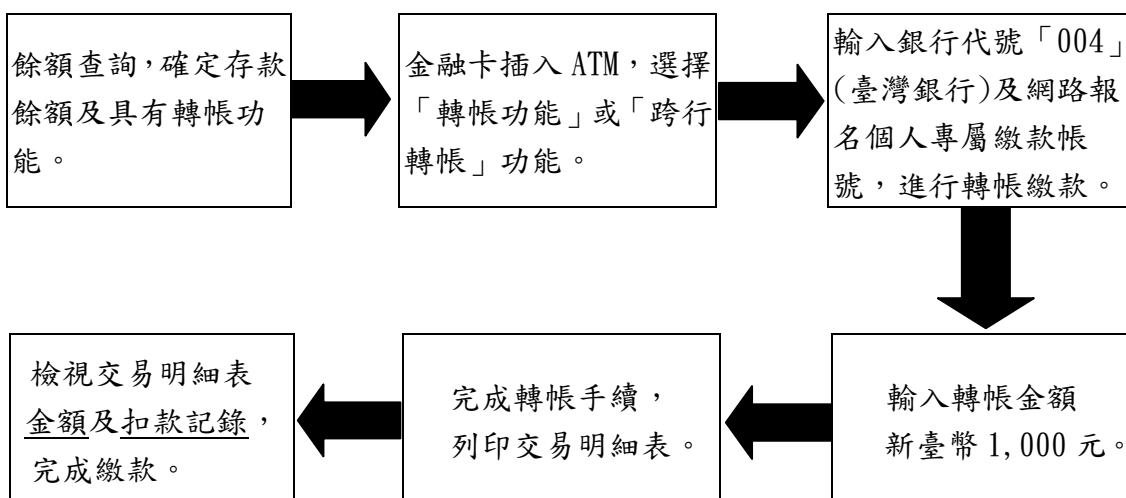 餘額查詢，確定存款
餘額及具有轉帳功
能。
金融卡插入 ATM，選擇
「轉帳功能」或「跨行
轉帳」功能。
輸入銀行代號「004」
(臺灣銀行)及網路報
名個人專屬繳款帳
號，進行轉帳繳款。
輸入轉帳金額
新臺幣 1,000 元。
完成轉帳手續，
列印交易明細表。
檢視交易明細表
金額及扣款記錄，
完成繳款。